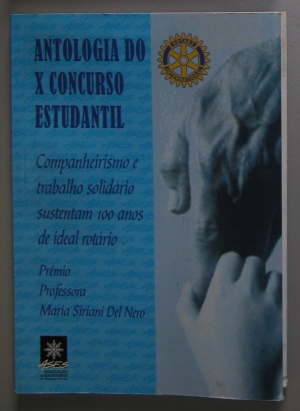 ANTOLOGIA DO
X CONCURSO
ESTUDANTIL
Companheirismo e
trabalho solidário
sustentam 100 anos
de ideal rotário
Prêmio
Professora
Maria Siriani Del Nero
ASES